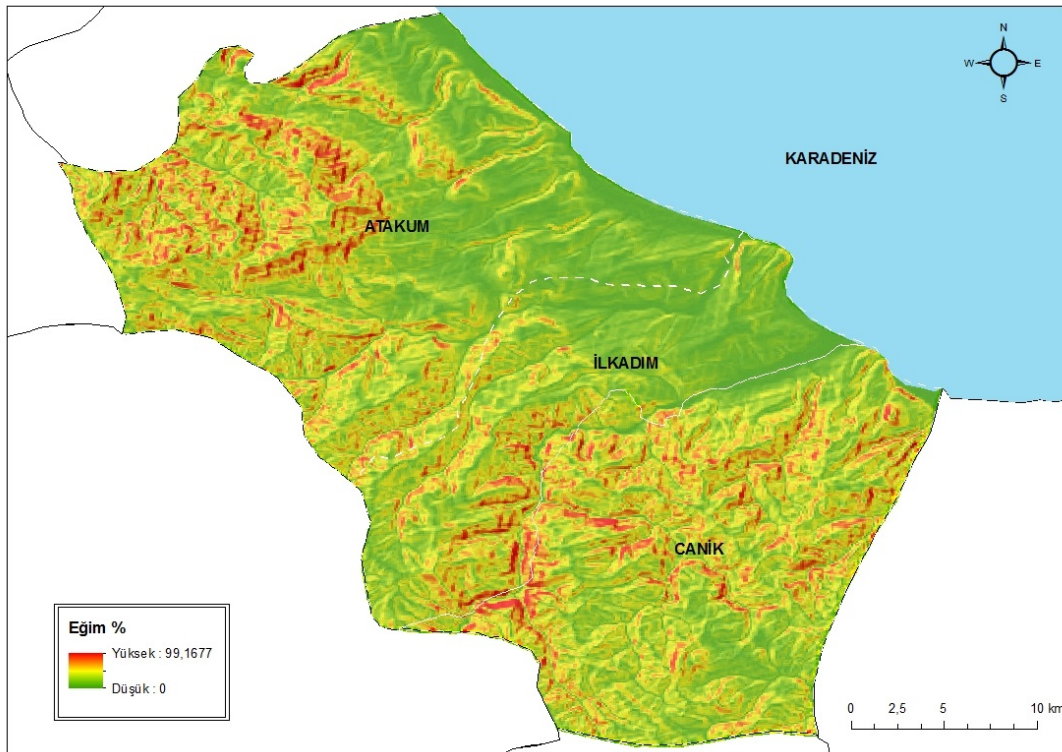 N
W E
S
KARADENİZ
ATAKUM
İLKADIM
CANİK
Eğim %
Yüksek : 99,1677
Düşük : 0
0 2,5 5 10 km